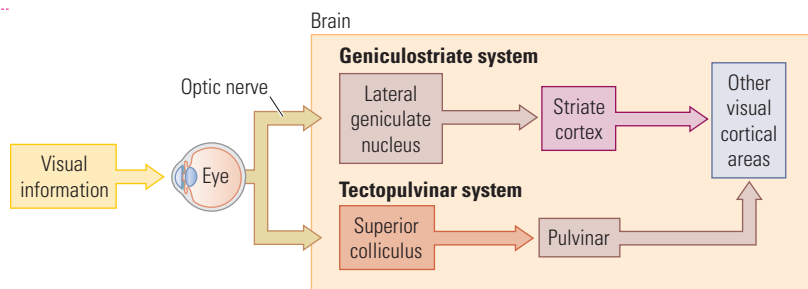 Brain
Geniculostriate system
Optic nerve
Lateral
geniculate
nucleus
Striate
cortex
Other
visual
cortical
areas
Visual
information
Eye
Tectopulvinar system
Superior
colliculus
Pulvinar